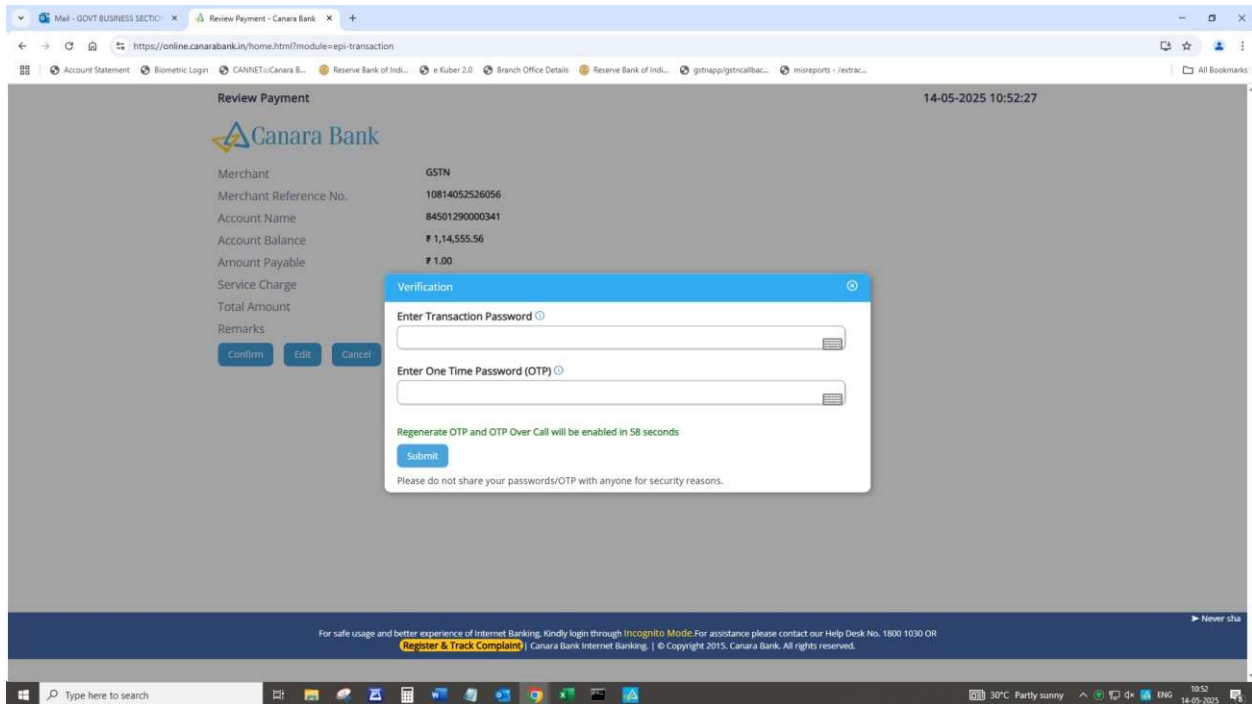 Mail - GOVT BUSINESS SECTIO
Review Payment - Canara Bank
https://online.canarabank.in/home.html?module=epi-transaction
Account Statement Biometric Login CANNET:::Canara B... Reserve Bank of Indi... e Kuber 2.0 Branch Office Details Reserve Bank of Indi... gstnapp/gstncallbac... misreports - /extrac... All Bookmarks
Review Payment 14-05-2025 10:52:27
Canara Bank
Merchant GSTN
Merchant Reference No. 10814052526056
Account Name 84501290000341
Account Balance ₹ 1,14,555.56
Amount Payable ₹ 1.00
Service Charge
Total Amount
Remarks
Confirm Edit Cancel
Verification
Enter Transaction Password
Enter One Time Password (OTP)
Regenerate OTP and OTP Over Call will be enabled in 58 seconds
Submit
Please do not share your passwords/OTP with anyone for security reasons.
Never sha
For safe usage and better experience of Internet Banking, Kindly login through Incognito Mode.For assistance please contact our Help Desk No. 1800 1030 OR
Register & Track Complaint | Canara Bank Internet Banking. | © Copyright 2015. Canara Bank. All rights reserved.
Type here to search 30°C Partly sunny ENG 10:52
14-05-2025